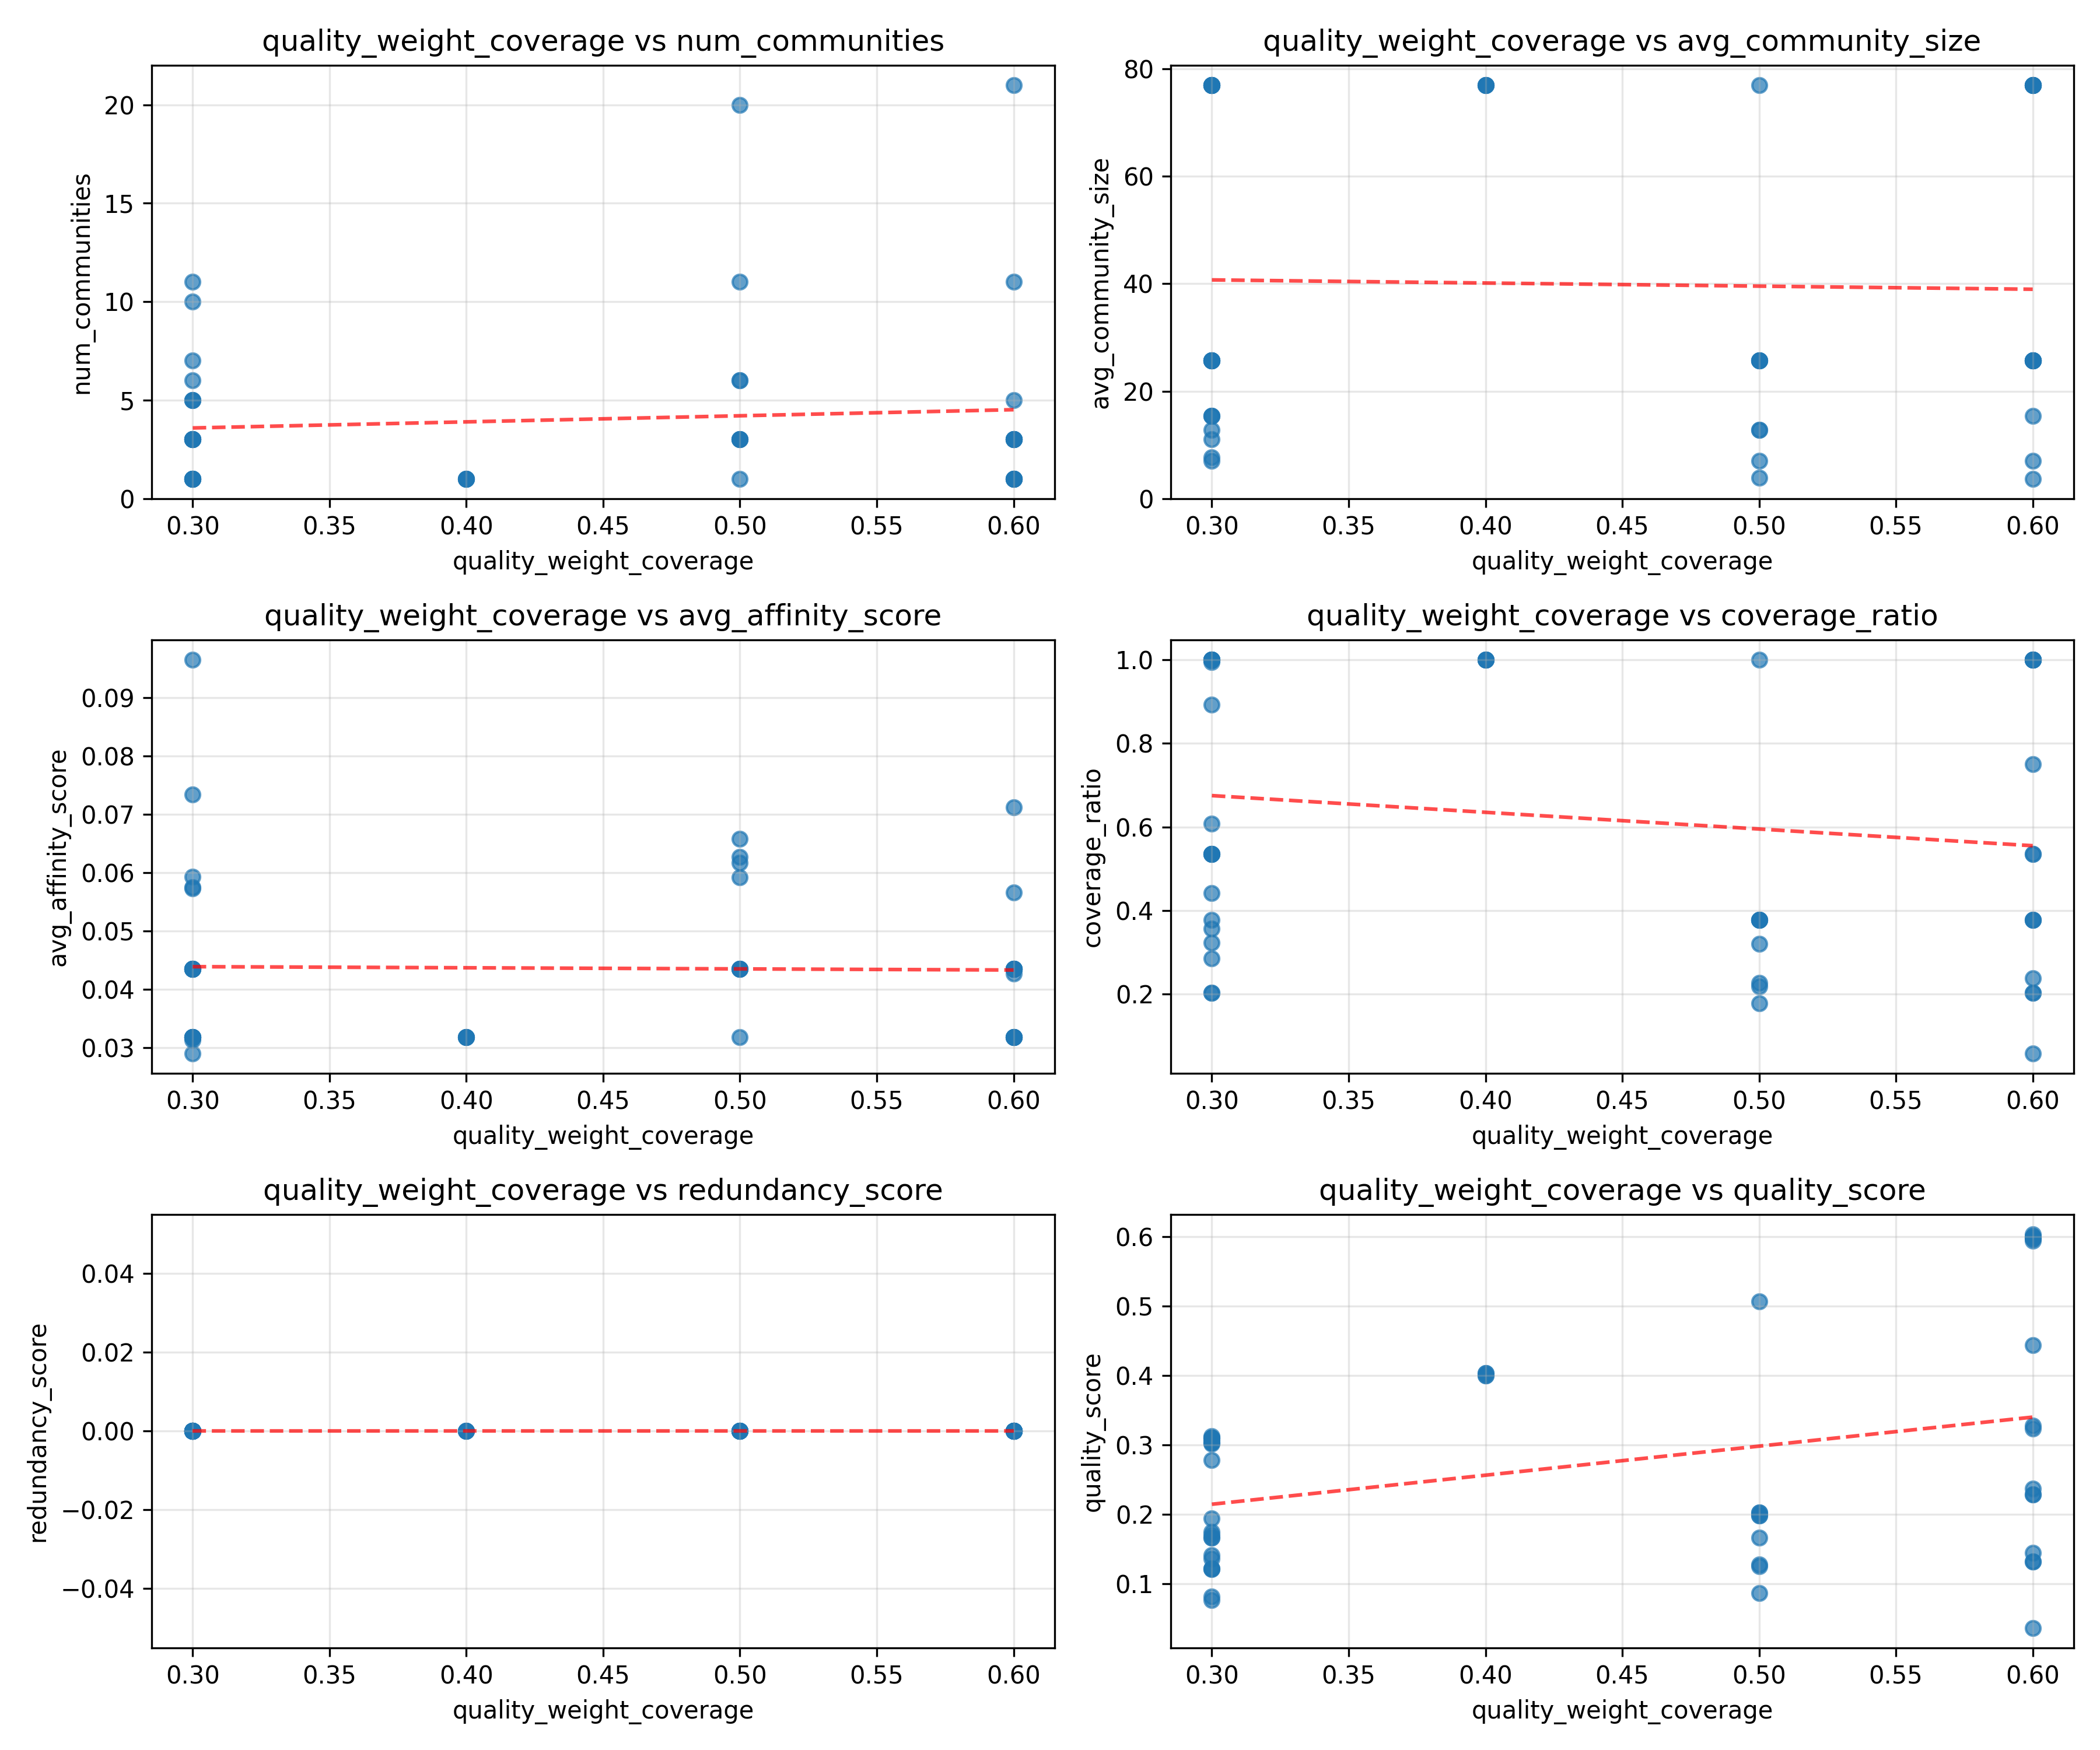 quality_weight_coverage vs num_communities
num_communities
20
15
10
5
0
0.30 0.35 0.40 0.45 0.50 0.55 0.60
quality_weight_coverage
quality_weight_coverage vs avg_community_size
avg_community_size
80
60
40
20
0
0.30 0.35 0.40 0.45 0.50 0.55 0.60
quality_weight_coverage
quality_weight_coverage vs avg_affinity_score
avg_affinity_score
0.09
0.08
0.07
0.06
0.05
0.04
0.03
0.30 0.35 0.40 0.45 0.50 0.55 0.60
quality_weight_coverage
quality_weight_coverage vs coverage_ratio
coverage_ratio
1.0
0.8
0.6
0.4
0.2
0.30 0.35 0.40 0.45 0.50 0.55 0.60
quality_weight_coverage
quality_weight_coverage vs redundancy_score
redundancy_score
0.04
0.02
0.00
−0.02
−0.04
0.30 0.35 0.40 0.45 0.50 0.55 0.60
quality_weight_coverage
quality_weight_coverage vs quality_score
quality_score
0.6
0.5
0.4
0.3
0.2
0.1
0.30 0.35 0.40 0.45 0.50 0.55 0.60
quality_weight_coverage